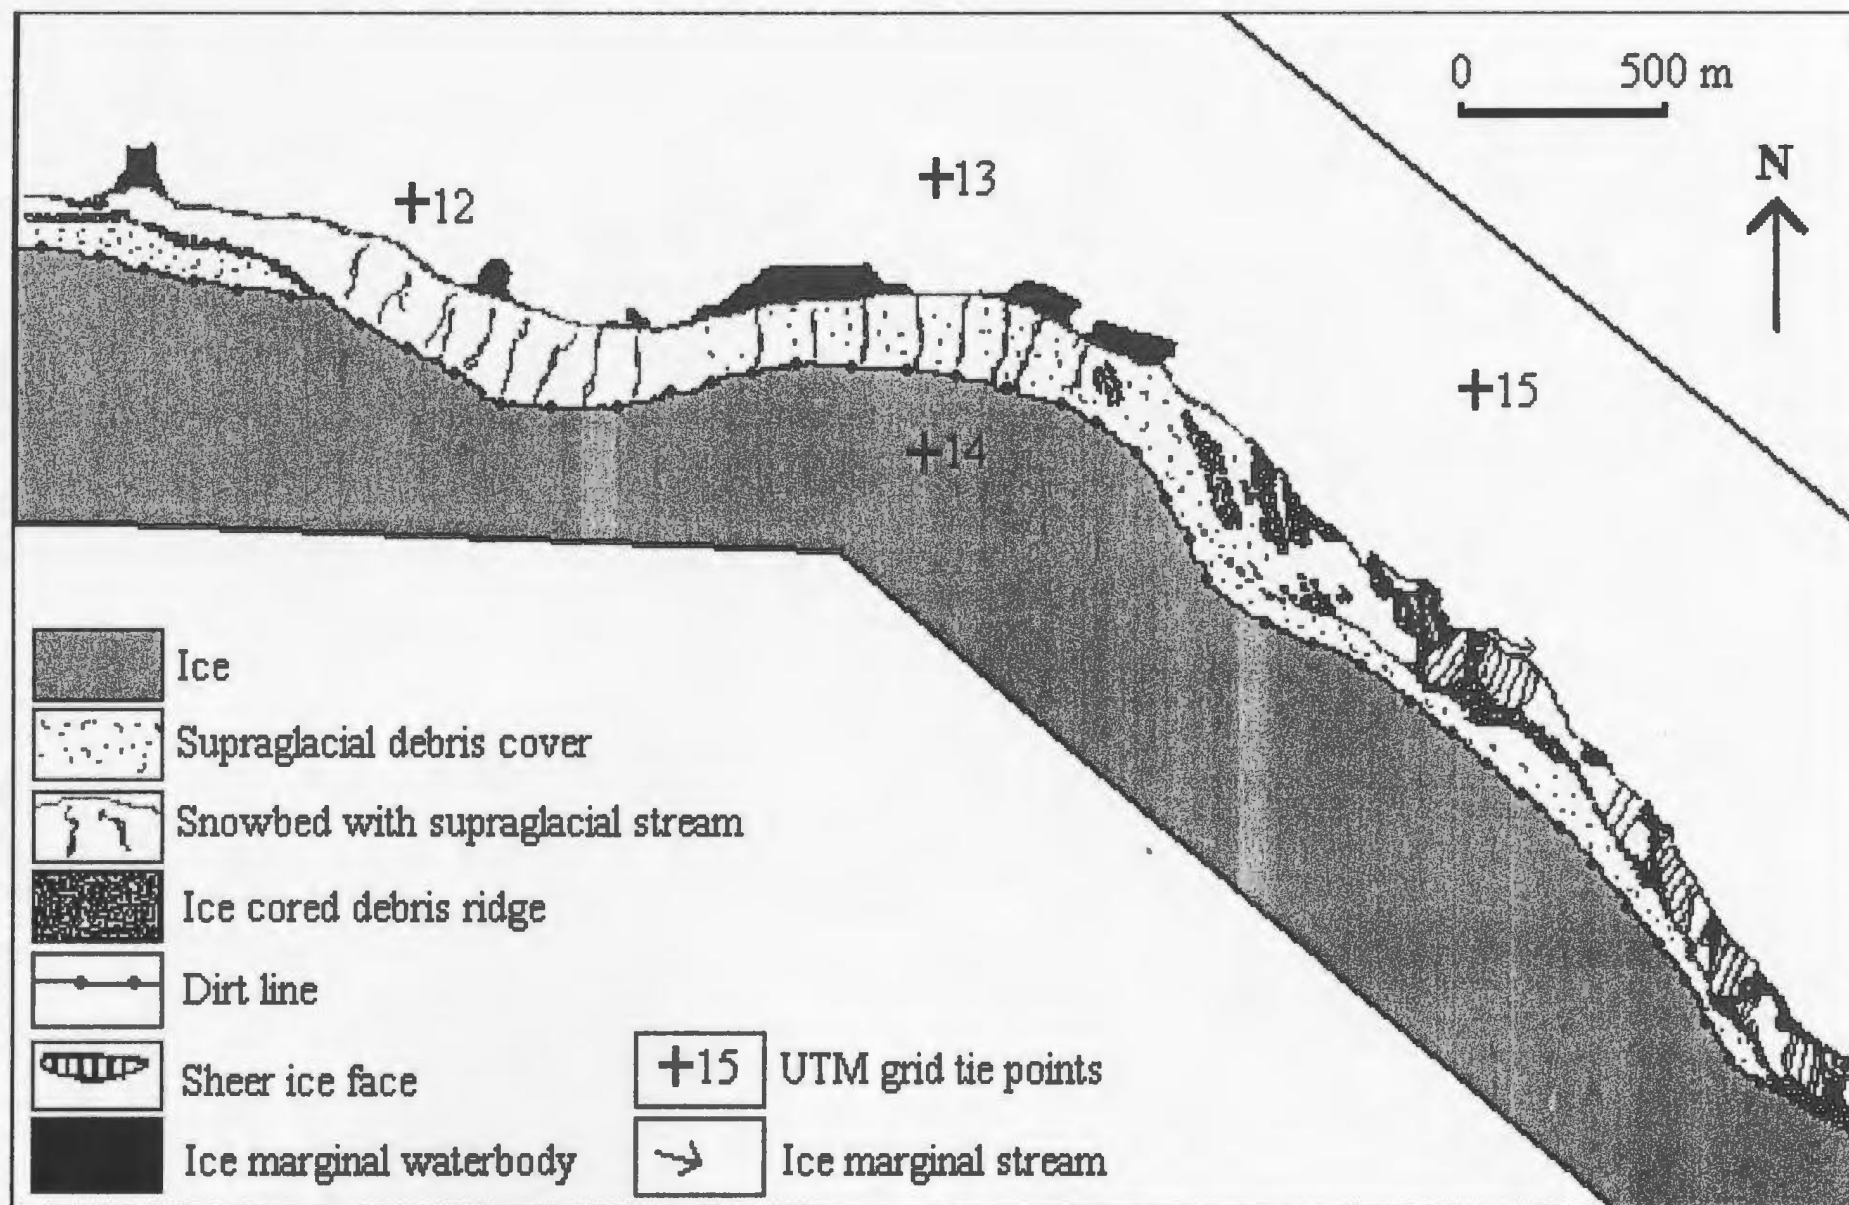 0 500 m
N
+12
+13
+15
+14
Ice
Supraglacial debris cover
Snowbed with supraglacial stream
Ice cored debris ridge
Dirt line
Sheer ice face
Ice marginal waterbody
+15 UTM grid tie points
Ice marginal stream